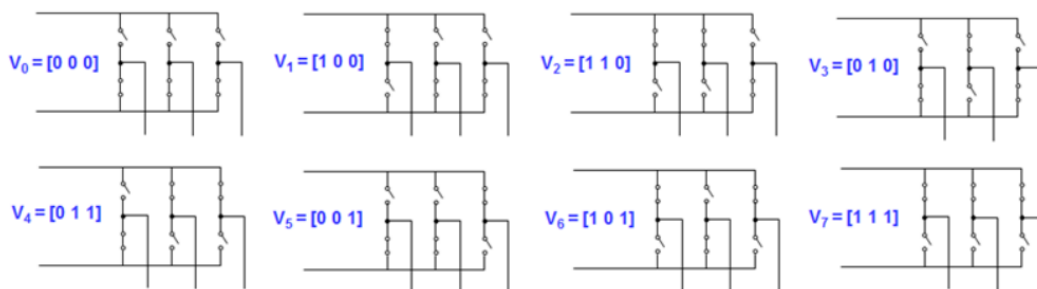 V0=[0 0 0]
V1=[1 0 0]
V2=[1 1 0]
V3=[0 1 0]
V4=[0 1 1]
V5=[0 0 1]
V6=[1 0 1]
V7=[1 1 1]